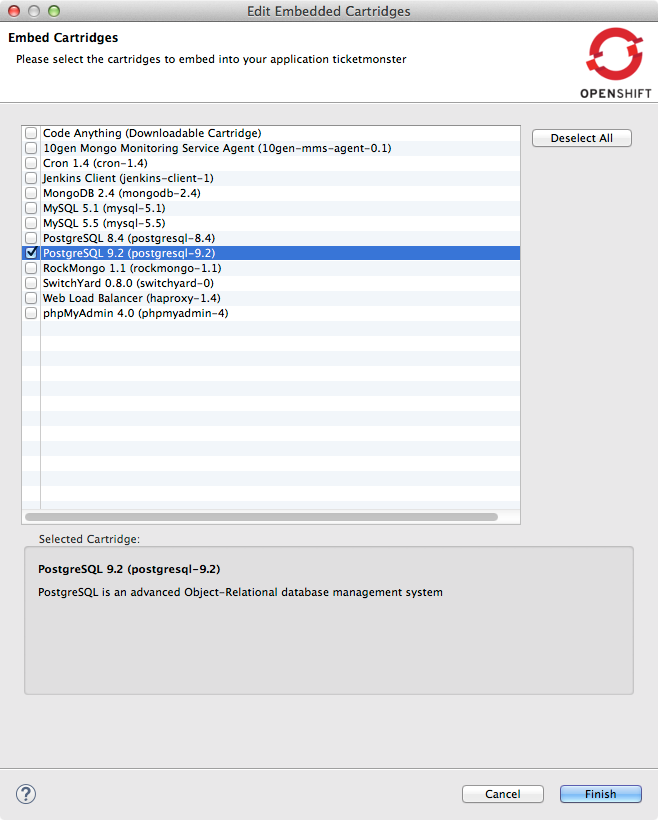 Edit Embedded Cartridges
Embed Cartridges
Please select the cartridges to embed into your application ticketmonster
OPENSHIFT
Code Anything (Downloadable Cartridge)
Deselect All
10gen Mongo Monitoring Service Agent (10gen-mms-agent-0.1)
Cron 1.4 (cron-1.4)
Jenkins Client (jenkins-client-1)
MongoDB 2.4 (mongodb-2.4)
MySQL 5.1 (mysql-5.1)
MySQL 5.5 (mysql-5.5)
PostgreSQL 8.4 (postgresql-8.4)
PostgreSQL 9.2 (postgresql-9.2)
RockMongo 1.1 (rockmongo-1.1)
SwitchYard 0.8.0 (switchyard-0)
Web Load Balancer (haproxy-1.4)
phpMyAdmin 4.0 (phpmyadmin-4)
Selected Cartridge:
PostgreSQL 9.2 (postgresql-9.2)
PostgreSQL is an advanced Object-Relational database management system
?
Cancel
Finish